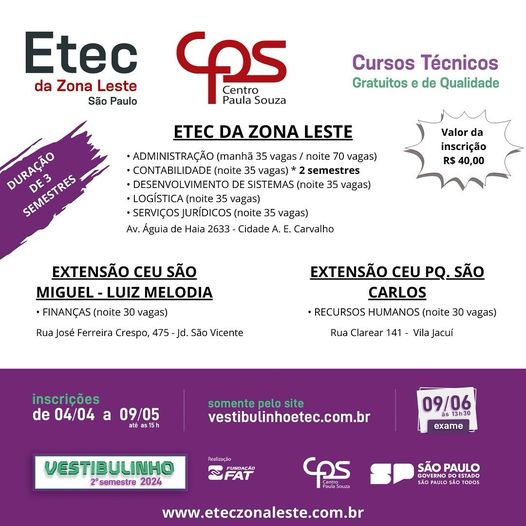 Etec
da Zona Leste
São Paulo
CPS
Centro
Paula Souza
Cursos Técnicos
Gratuitos e de Qualidade
DURAÇÃO
DE 3
SEMESTRES
ETEC DA ZONA LESTE
• ADMINISTRAÇÃO (manhã 35 vagas / noite 70 vagas)
• CONTABILIDADE (noite 35 vagas) * 2 semestres
• DESENVOLVIMENTO DE SISTEMAS (noite 35 vagas)
• LOGÍSTICA (noite 35 vagas)
• SERVIÇOS JURÍDICOS (noite 35 vagas)
Av. Águia de Haia 2633 - Cidade A. E. Carvalho
Valor da
inscrição
R$ 40,00
EXTENSÃO CEU SÃO
MIGUEL - LUIZ MELODIA
• FINANÇAS (noite 30 vagas)
Rua José Ferreira Crespo, 475 - Jd. São Vicente
EXTENSÃO CEU PQ. SÃO
CARLOS
• RECURSOS HUMANOS (noite 30 vagas)
Rua Clarear 141 - Vila Jacuí
inscrições
de 04/04 a 09/05
até as 15h
somente pelo site
vestibulinhoetec.com.br
09/06
às 13h30
exame
VESTIBULINHO
2º semestre 2024
Realização
FUNDAÇÃO
FAT
CPS
Centro
Paula Souza
SP
SÃO PAULO
GOVERNO DO ESTADO
SÃO PAULO SÃO TODOS
www.eteczonaleste.com.br